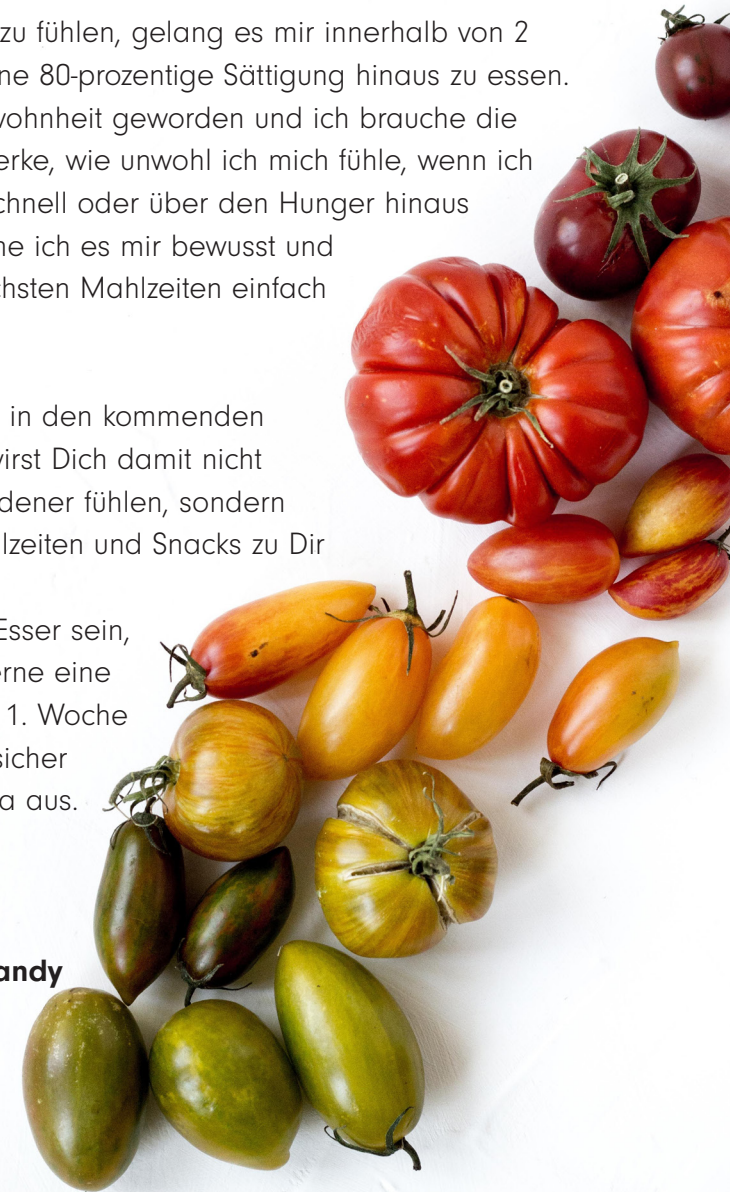 zu fühlen, gelang es mir innerhalb von 2
ne 80-prozentige Sättigung hinaus zu essen.
wohnheit geworden und ich brauche die
erke, wie unwohl ich mich fühle, wenn ich
chnell oder über den Hunger hinaus
me ich es mir bewusst und
chsten Mahlzeiten einfach
in den kommenden
wirst Dich damit nicht
dener fühlen, sondern
lzeiten und Snacks zu Dir
Esser sein,
erne eine
1. Woche
sicher
a aus.
andy